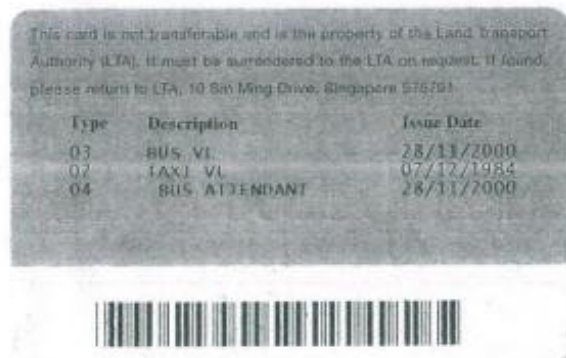 This card is not transferable and is the property of the Land Transport
Authority (LTA). It must be surrendered to the LTA on request. If found,
please return to LTA, 10 Sin Ming Drive, Singapore 575701
Type Description Issue Date
03 BUS VL 28/11/2000
02 TAXI VL 07/12/1984
04 BUS ATTENDANT 28/11/2000